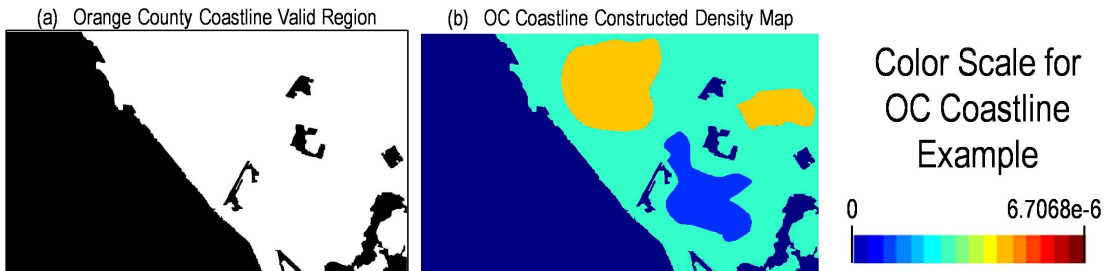 (a) Orange County Coastline Valid Region
(b) OC Coastline Constructed Density Map
Color Scale for
OC Coastline
Example
0 6.7068e-6